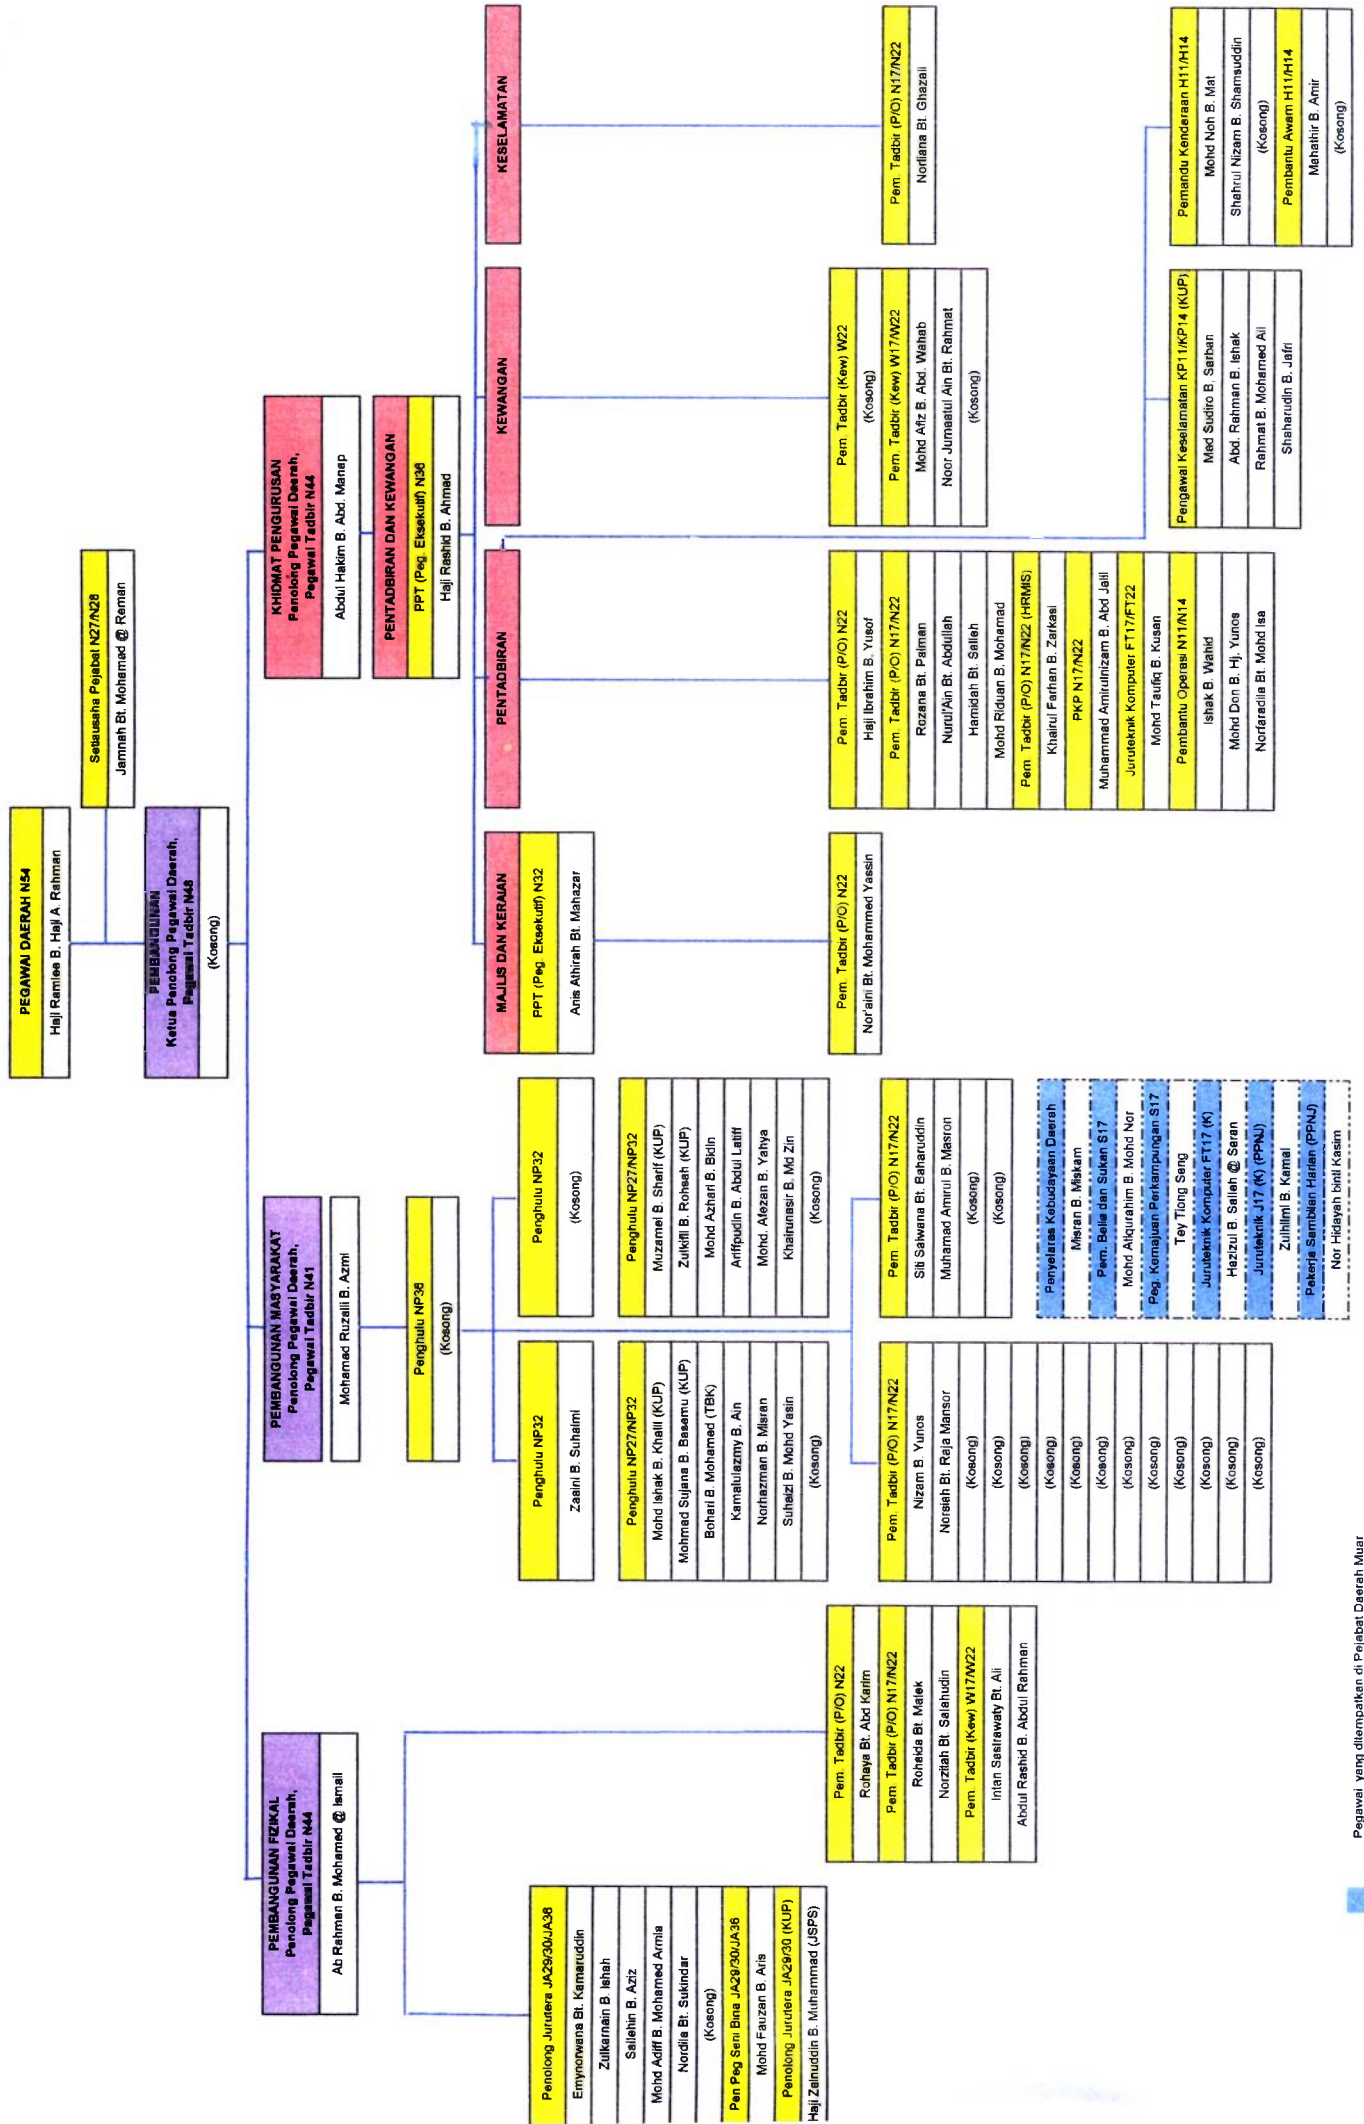 PEGAWAI DAERAH N54
Haji Ramlee B. Haji A. Rahman
Setiausaha Pejabat N27/N28
Jamnah Bt. Mohamad @ Reman
PEMBANGUNAN
Ketua Penolong Pegawai Daerah,
Pegawai Tadbir N48
(Kosong)
PEMBANGUNAN FIZIKAL
Penolong Pegawai Daerah,
Pegawai Tadbir N44
Ab Rahman B. Mohamed @ Ismail
PEMBANGUNAN MASYARAKAT
Penolong Pegawai Daerah,
Pegawai Tadbir N41
Mohamad Ruzaili B. Azmi
KHIDMAT PENGURUSAN
Penolong Pegawai Daerah,
Pegawai Tadbir N44
Abdul Hakim B. Abd. Manap
PENTADBIRAN DAN KEWANGAN
PPT (Peg. Eksekutif) N36
Haji Rashid B. Ahmad
Penghulu NP36
(Kosong)
MAJLIS DAN KERAIAN
PPT (Peg. Eksekutif) N32
Anis Athirah Bt. Mahazar
PENTADBIRAN
KEWANGAN
KESELAMATAN
Penolong Jurutera JA29/30/JA36
Emynorwana Bt. Kamaruddin
Zulkarnain B. Ishah
Sallehin B. Aziz
Mohd Adiff B. Mohamed Armia
Nordila Bt. Sukindar
(Kosong)
Pen Peg Seni Bina JA29/30/JA36
Mohd Fauzan B. Aris
Penolong Jurutera JA29/30 (KUP)
Haji Zainuddin B. Muhammad (JSPS)
Penghulu NP32
Zaaini B. Suhaimi
Penghulu NP32
(Kosong)
Penghulu NP27/NP32
Mohd Ishak B. Khalil (KUP)
Mohmad Sujana B. Basamu (KUP)
Bohari B. Mohamad (TBK)
Kamalulazmy B. Ain
Norhazman B. Misran
Suhaizl B. Mohd Yasin
(Kosong)
Penghulu NP27/NP32
Muzamel B. Sharif (KUP)
Zulkifil B. Rohsah (KUP)
Mohd Azhari B. Bidin
Ariffpudin B. Abdul Latiff
Mohd. Afezan B. Yahya
Khairunasir B. Md Zin
(Kosong)
Pem. Tadbir (P/O) N22
Ruhaya Bt. Abd Karim
Pem. Tadbir (P/O) N17/N22
Rohaida Bt. Malek
Norzitah Bt. Salahudin
Pem. Tadbir (Kew) W17/W22
Intan Sasirawaty Bt. Ali
Abdul Rashid B. Abdul Rahman
Pem. Tadbir (P/O) N17/N22
Nizam B. Yunos
Norsiah Bt. Raja Mansor
(Kosong)
(Kosong)
(Kosong)
(Kosong)
(Kosong)
(Kosong)
(Kosong)
(Kosong)
(Kosong)
(Kosong)
(Kosong)
(Kosong)
Pem. Tadbir (P/O) N17/N22
Siti Salwana Bt. Baharuddin
Muhamad Amirul B. Masron
(Kosong)
(Kosong)
Penyelaras Kebudayaan Daerah
Misran B. Miskam
Pem. Belia dan Sukan S17
Mohd Atiqurahim B. Mohd Nor
Peg. Kemajuan Perkampungan S17
Tey Tiong Seng
Juruteknik Komputer FT17 (K)
Hazizul B. Salleh @ Saran
Juruteknik J17 (K) (PPNJ)
Zulhilmi B. Kamal
Pekerja Sambilan Harian (PPNJ)
Nor Hidayah binti Kasim
Pem. Tadbir (P/O) N22
Nor'aini Bt. Mohammed Yassin
Pem. Tadbir (P/O) N22
Haji Ibrahim B. Yusof
Pem. Tadbir (P/O) N17/N22
Rozana Bt. Paiman
Nurul'Ain Bt. Abdullah
Hamidah Bt. Salleh
Mohd Riduan B. Mohamad
Pem. Tadbir (P/O) N17/N22 (HRMIS)
Khairul Farhan B. Zarkasi
PKP N17/N22
Muhammad Amirulnizam B. Abd Jalil
Juruteknik Komputer FT17/FT22
Mohd Taufiq B. Kusan
Pembantu Operasi N11/N14
Ishak B. Wahid
Mohd Don B. Hj. Yunos
Norfaradila Bt. Mohd Isa
Pem. Tadbir (Kew) W22
(Kosong)
Pem. Tadbir (Kew) W17/W22
Mohd Afiz B. Abd. Wahab
Noor Jumaatul Ain Bt. Rahmat
(Kosong)
Pem. Tadbir (P/O) N17/N22
Norliana Bt. Ghazali
Pengawal Keselamatan KP11/KP14 (KUP)
Mad Sudiro B. Sarban
Abd. Rahman B. Ishak
Rahmat B. Mohamed Ali
Shaharudin B. Jafri
Pemandu Kendaraan H11/H14
Mohd Noh B. Mat
Shahrul Nizam B. Shamsuddin
(Kosong)
Pembantu Awam H11/H14
Mahathir B. Amir
(Kosong)
Pegawai yang ditempatkan di Pejabat Daerah Muar